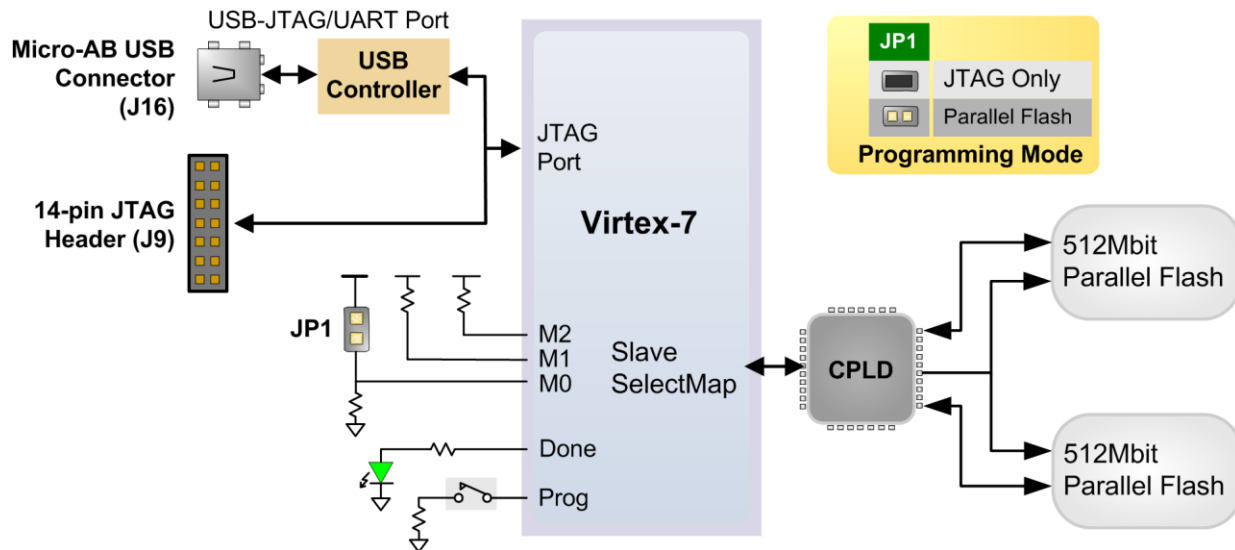 USB-JTAG/UART Port
Micro-AB USB
Connector
(J16)
USB
Controller
14-pin JTAG
Header (J9)
JTAG
Port
Virtex-7
JP1
M2
M1
M0
Slave
SelectMap
Done
Prog
CPLD
JP1
JTAG Only
Parallel Flash
Programming Mode
512Mbit
Parallel Flash
512Mbit
Parallel Flash